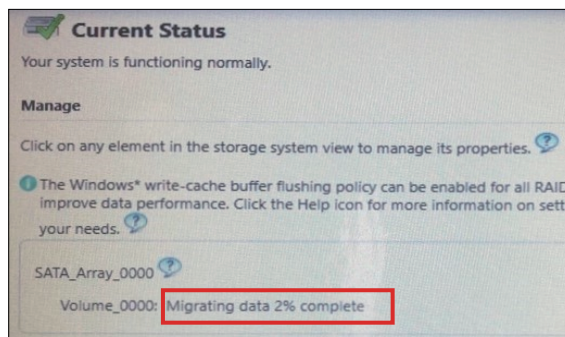 Current Status
Your system is functioning normally.
Manage
Click on any element in the storage system view to manage its properties.
The Windows* write-cache buffer flushing policy can be enabled for all RAID
improve data performance. Click the Help icon for more information on sett
your needs.
SATA_Array_0000
Volume_0000: Migrating data 2% complete